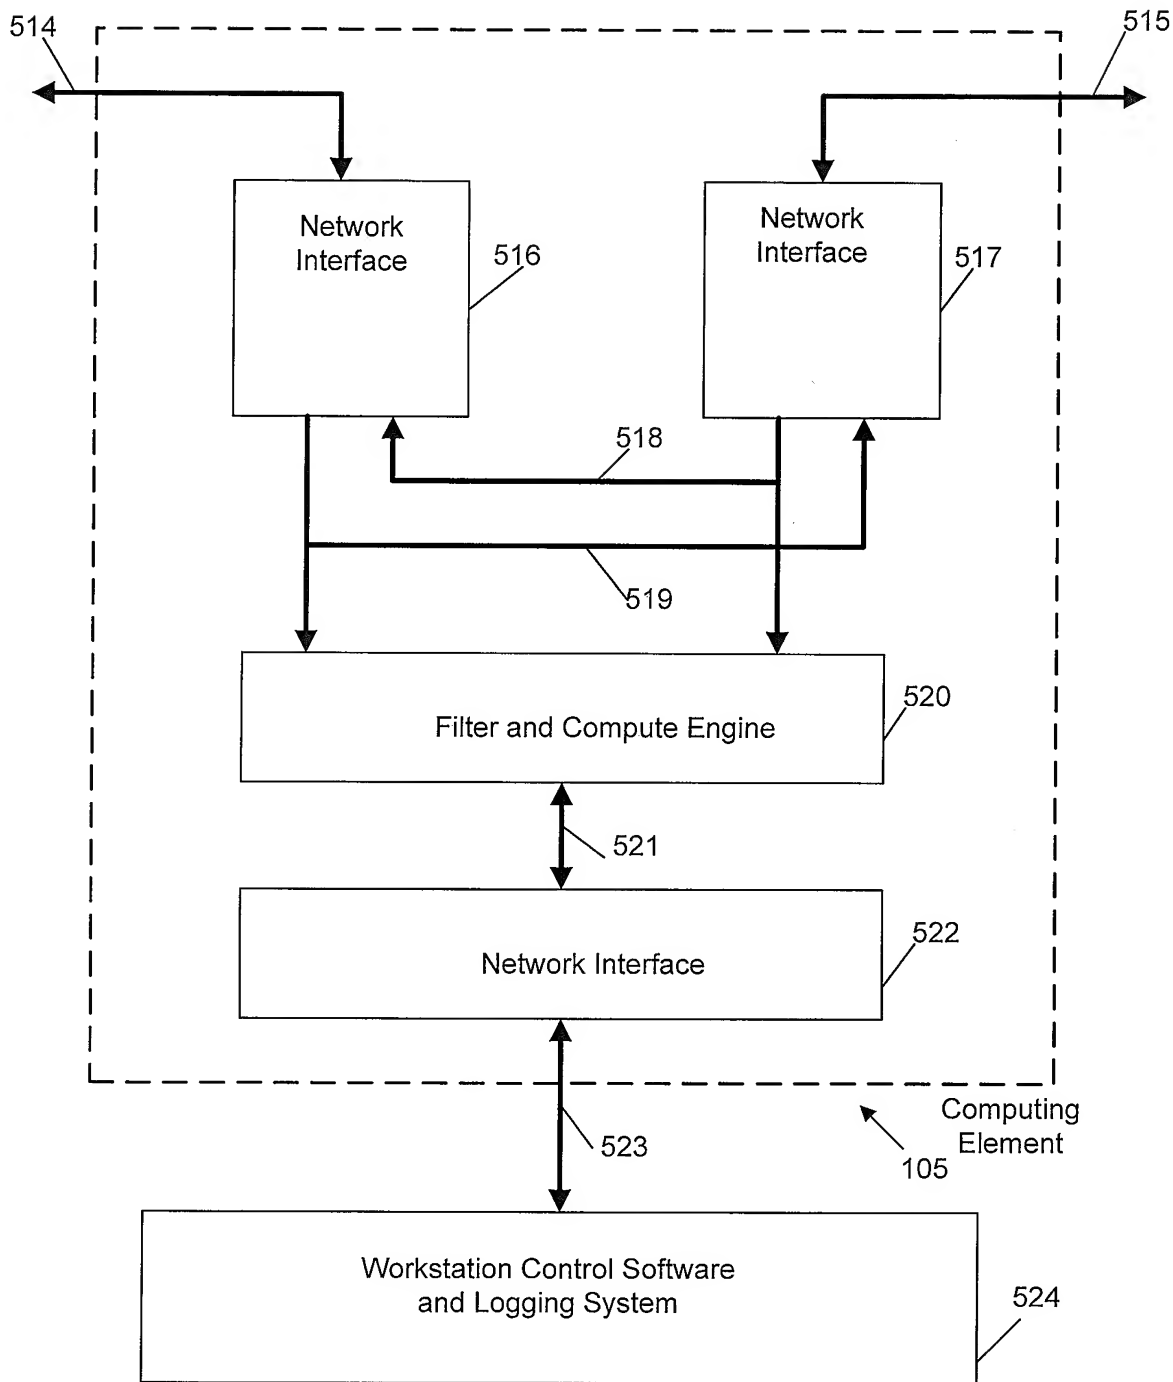 514
515
Network
Interface
516
Network
Interface
517
518
519
Filter and Compute Engine
520
521
Network Interface
522
Computing
Element
105
523
Workstation Control Software
and Logging System
524